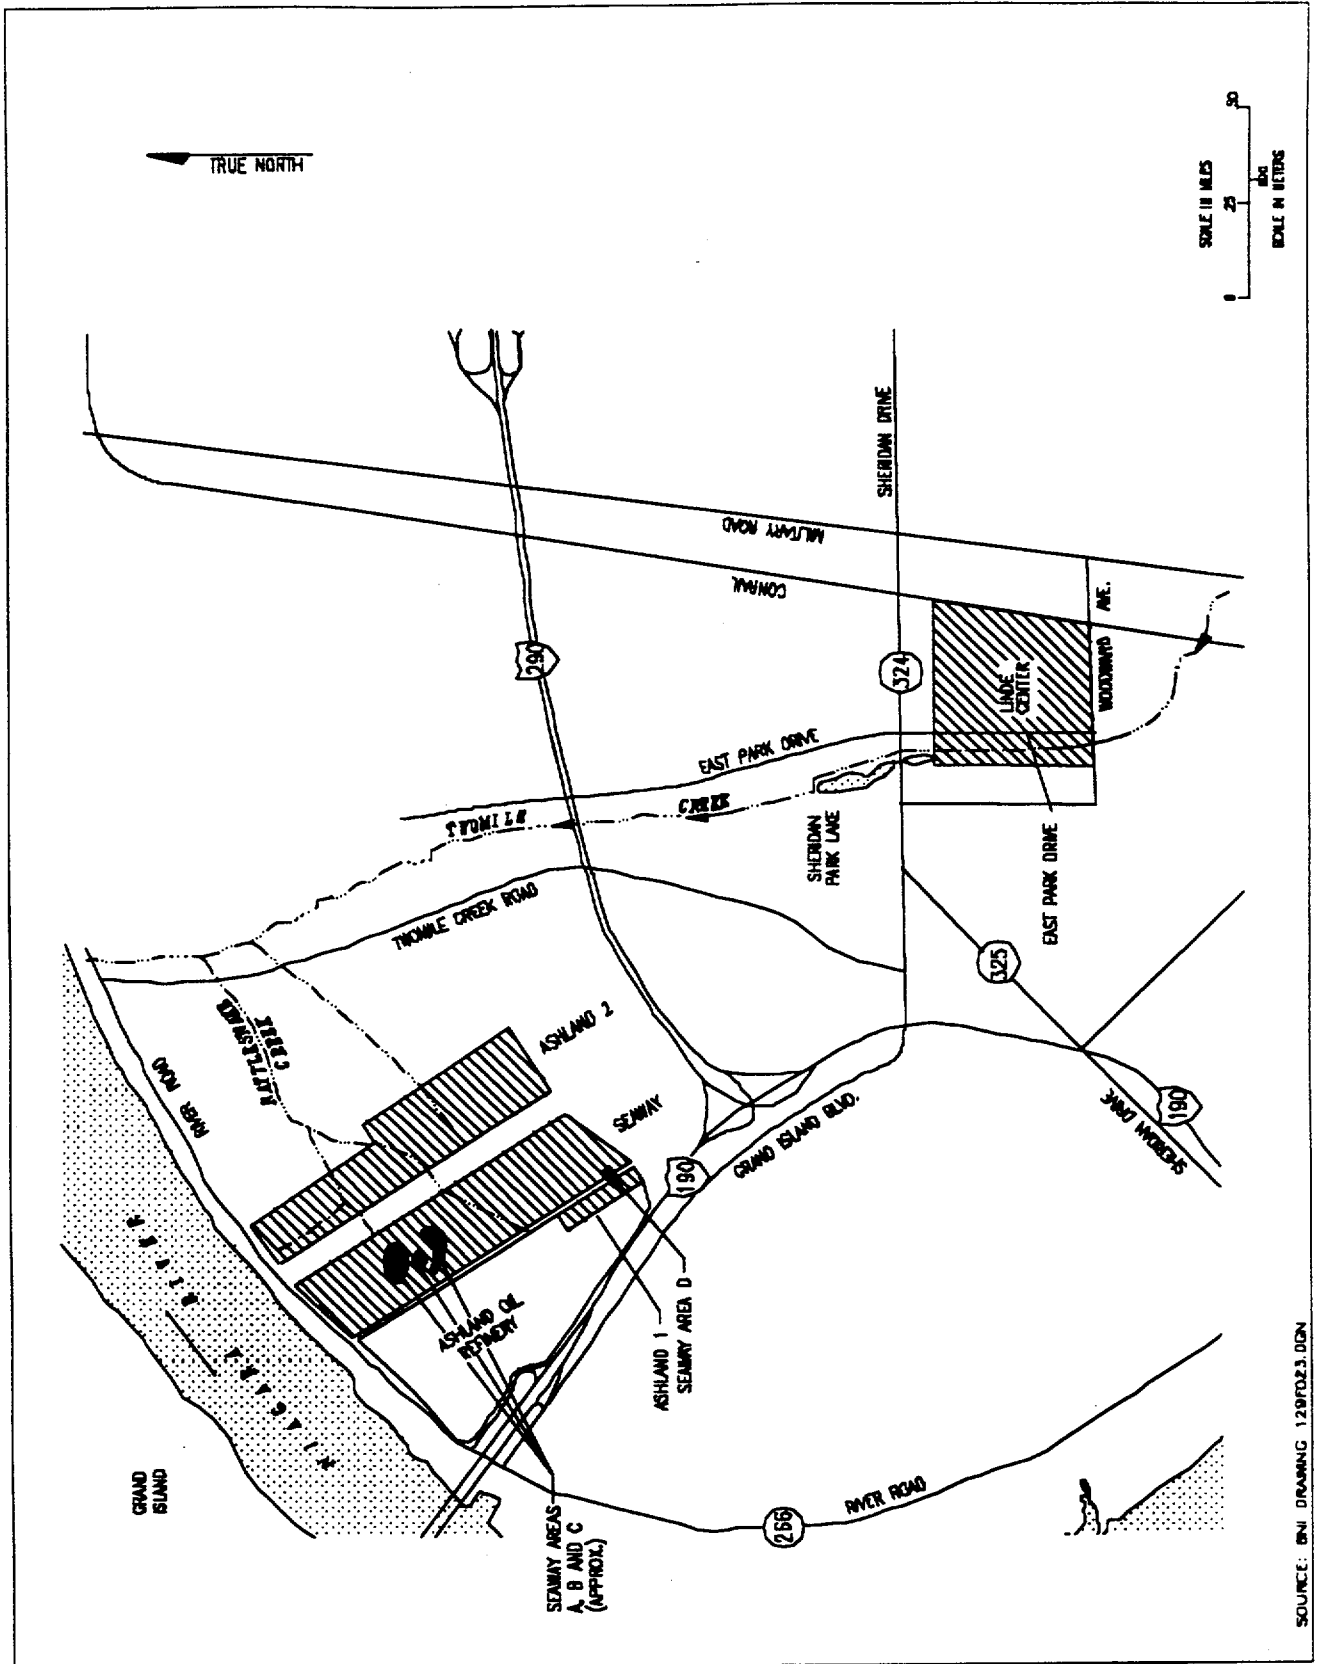 TRUE NORTH
SCALE IN MILES
0
.25
.50
SCALE IN METERS
GRAND
ISLAND
NIAGARA RIVER
RIVER ROAD
RATTLESNAKE
CREEK
TWOMILE CREEK ROAD
TWOMILE
CREEK
EAST PARK DRIVE
290
CONRAIL
MILITARY ROAD
SHERIDAN DRIVE
324
ASHLAND 2
SEAWAY
ASHLAND OIL
REFINERY
190
GRAND ISLAND BLVD.
SHERIDAN
PARK LAKE
LINDE
CENTER
WOODWARD AVE.
EAST PARK DRIVE
325
ASHLAND 1
SEAWAY AREA D
SHERIDAN DRIVE
190
SEAWAY AREAS
A, B AND C
(APPROX.)
266
RIVER ROAD
SOURCE: BNI DRAWING 129F023.DGN